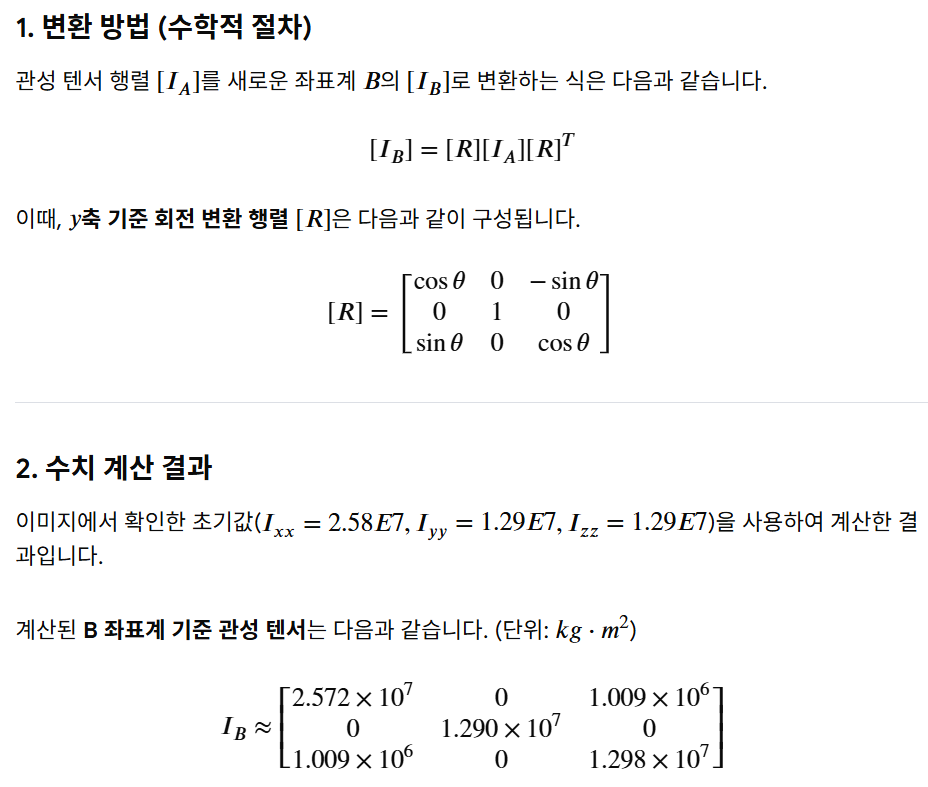 1. 변환 방법 (수학적 절차)
관성 텐서 행렬 [I_A]를 새로운 좌표계 B의 [I_B]로 변환하는 식은 다음과 같습니다.
[I_B] = [R][I_A][R]^T
이때, y축 기준 회전 변환 행렬 [R]은 다음과 같이 구성됩니다.
[R] = [cos θ 0 − sin θ
0 1 0
sin θ 0 cos θ]
2. 수치 계산 결과
이미지에서 확인한 초기값(I_xx = 2.58E7, I_yy = 1.29E7, I_zz = 1.29E7)을 사용하여 계산한 결
과입니다.
계산된 B 좌표계 기준 관성 텐서는 다음과 같습니다. (단위: kg · m²)
I_B ≈ [2.572 × 10⁷ 0 1.009 × 10⁶
0 1.290 × 10⁷ 0
1.009 × 10⁶ 0 1.298 × 10⁷]